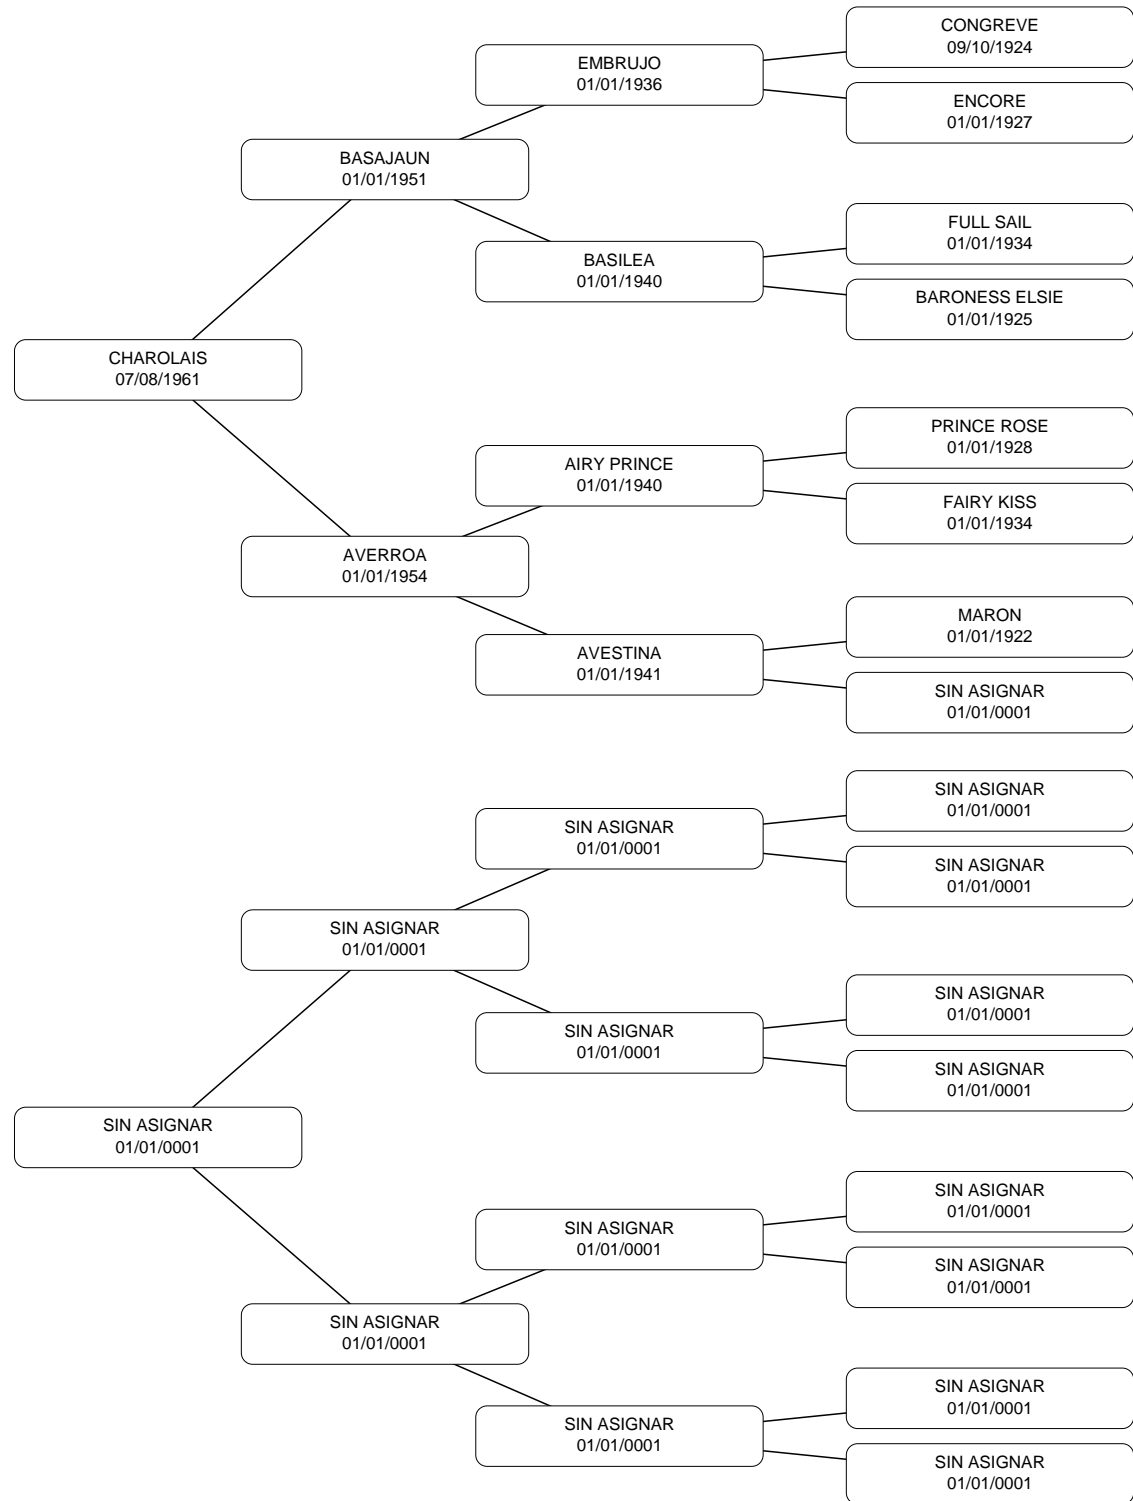 CONGREVE
09/10/1924
EMBRUJO
01/01/1936
ENCORE
01/01/1927
BASAJAUN
01/01/1951
FULL SAIL
01/01/1934
BASILEA
01/01/1940
BARONESS ELSIE
01/01/1925
CHAROLAIS
07/08/1961
PRINCE ROSE
01/01/1928
AIRY PRINCE
01/01/1940
FAIRY KISS
01/01/1934
AVERROA
01/01/1954
MARON
01/01/1922
AVESTINA
01/01/1941
SIN ASIGNAR
01/01/0001
SIN ASIGNAR
01/01/0001
SIN ASIGNAR
01/01/0001
SIN ASIGNAR
01/01/0001
SIN ASIGNAR
01/01/0001
SIN ASIGNAR
01/01/0001
SIN ASIGNAR
01/01/0001
SIN ASIGNAR
01/01/0001
SIN ASIGNAR
01/01/0001
SIN ASIGNAR
01/01/0001
SIN ASIGNAR
01/01/0001
SIN ASIGNAR
01/01/0001
SIN ASIGNAR
01/01/0001
SIN ASIGNAR
01/01/0001
SIN ASIGNAR
01/01/0001
SIN ASIGNAR
01/01/0001